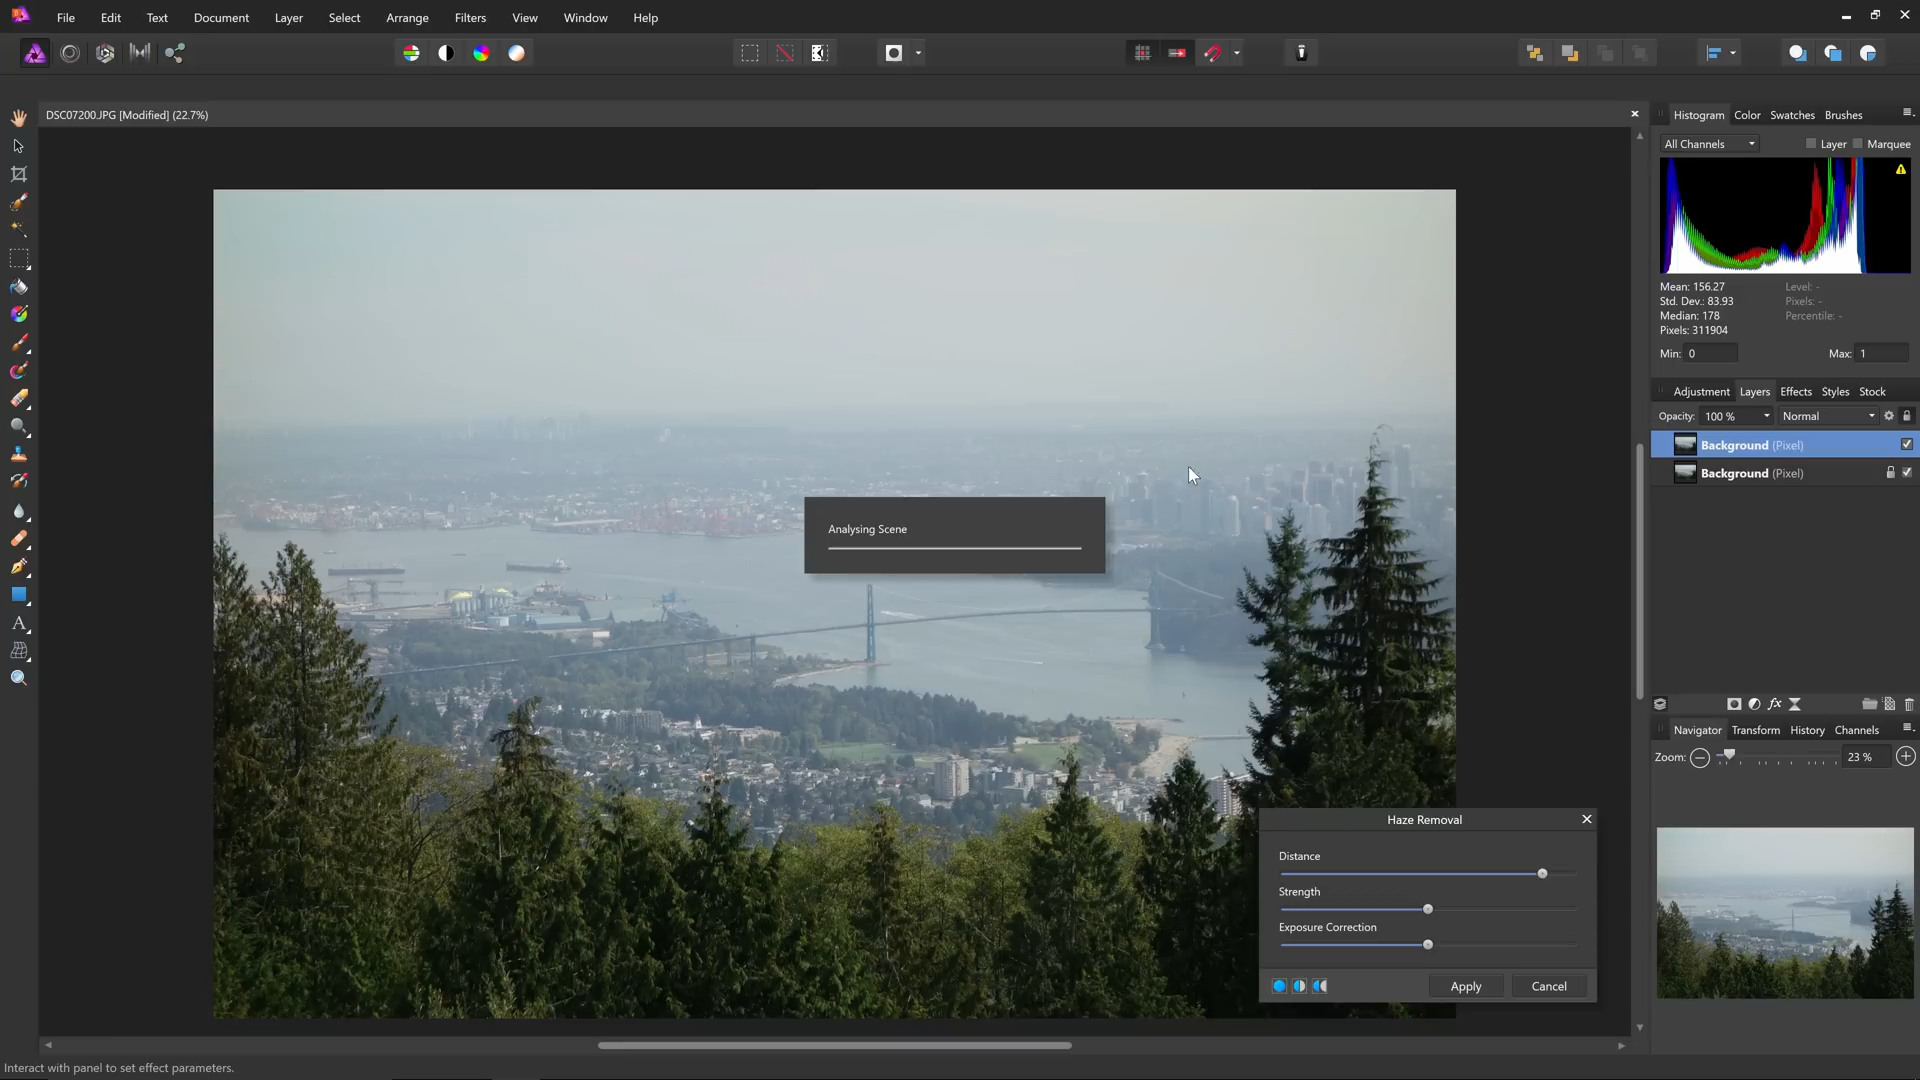 File Edit Text Document Layer Select Arrange Filters View Window Help
DSC07200.JPG [Modified] (22.7%)
Histogram Color Swatches Brushes
All Channels Layer Marquee
Mean: 156.27 Level: -
Std. Dev.: 83.93 Pixels: -
Median: 178 Percentile: -
Pixels: 311904
Min: 0 Max: 1
Adjustment Layers Effects Styles Stock
Opacity: 100 % Normal
Background (Pixel)
Background (Pixel)
Analysing Scene
fx
Navigator Transform History Channels
Zoom: 23 %
Haze Removal
Distance
Strength
Exposure Correction
Apply Cancel
Interact with panel to set effect parameters.